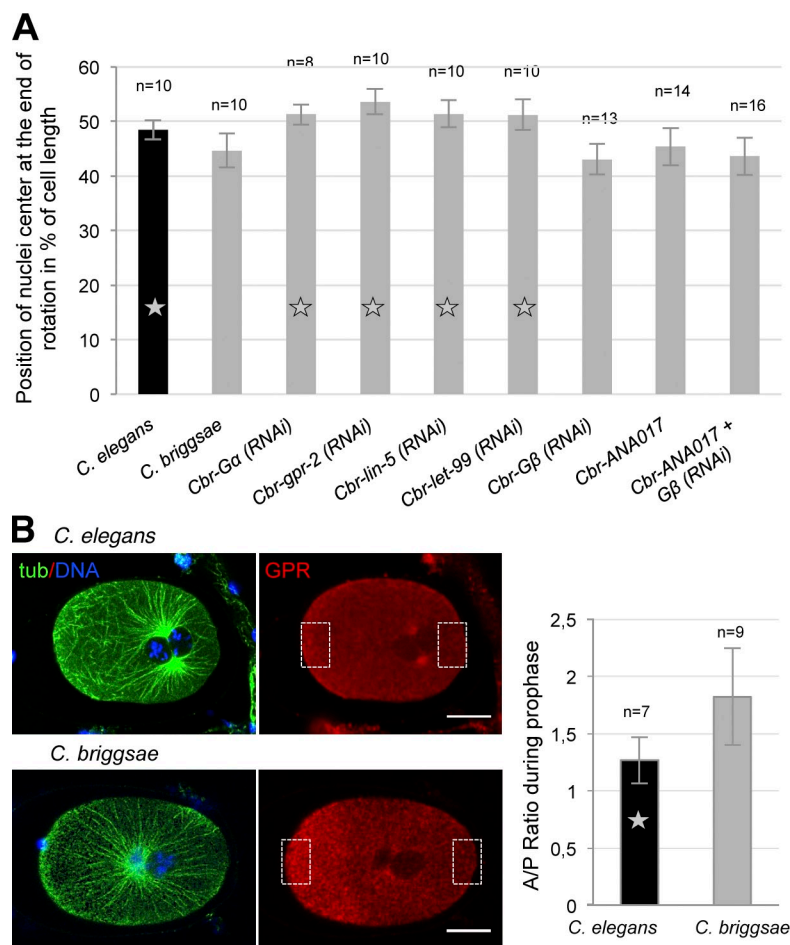 A
Position of nuclei center at the end of
rotation in % of cell length
60
50
40
30
20
10
0
n=10
n=10
n=8
n=10
n=10
n=10
n=13
n=14
n=16
C. elegans
C. briggsae
Cbr-Gα (RNAi)
Cbr-gpr-2 (RNAi)
Cbr-lin-5 (RNAi)
Cbr-let-99 (RNAi)
Cbr-Gβ (RNAi)
Cbr-ANA017
Cbr-ANA017 +
Gβ (RNAi)
B
C. elegans
tub/DNA
GPR
C. briggsae
A/P Ratio during prophase
2,5
2
1,5
1
0,5
0
n=7
n=9
C. elegans
C. briggsae